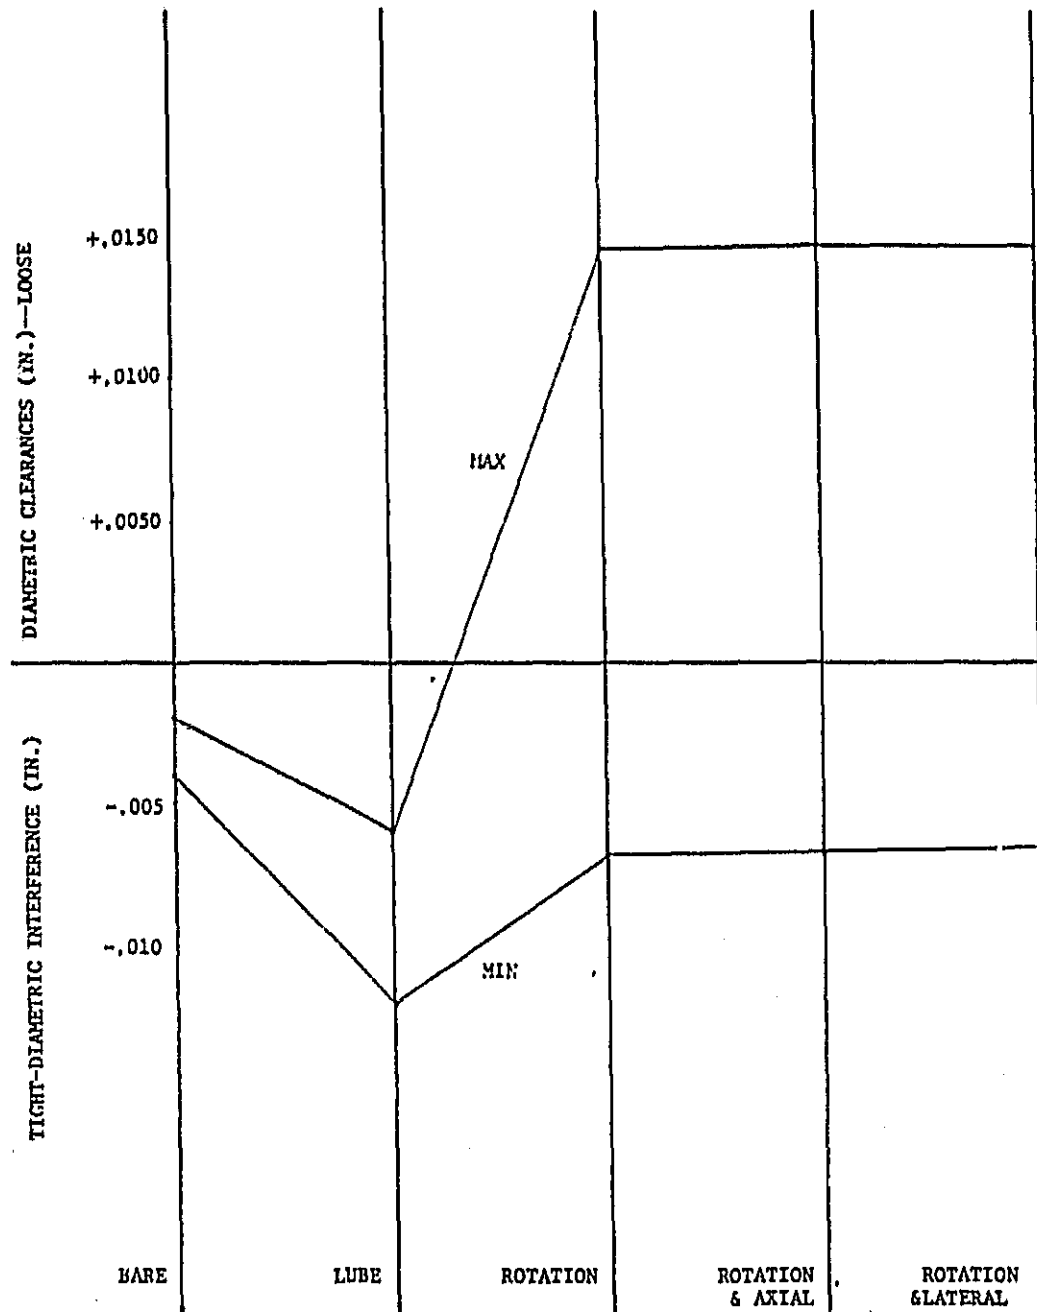 DIAMETRIC CLEARANCES (IN.)—LOOSE
+.0150
+.0100
+.0050
MAX
TIGHT-DIAMETRIC INTERFERENCE (IN.)
-.005
-.010
MIN
BARE
LUBE
ROTATION
ROTATION
& AXIAL
ROTATION
&LATERAL